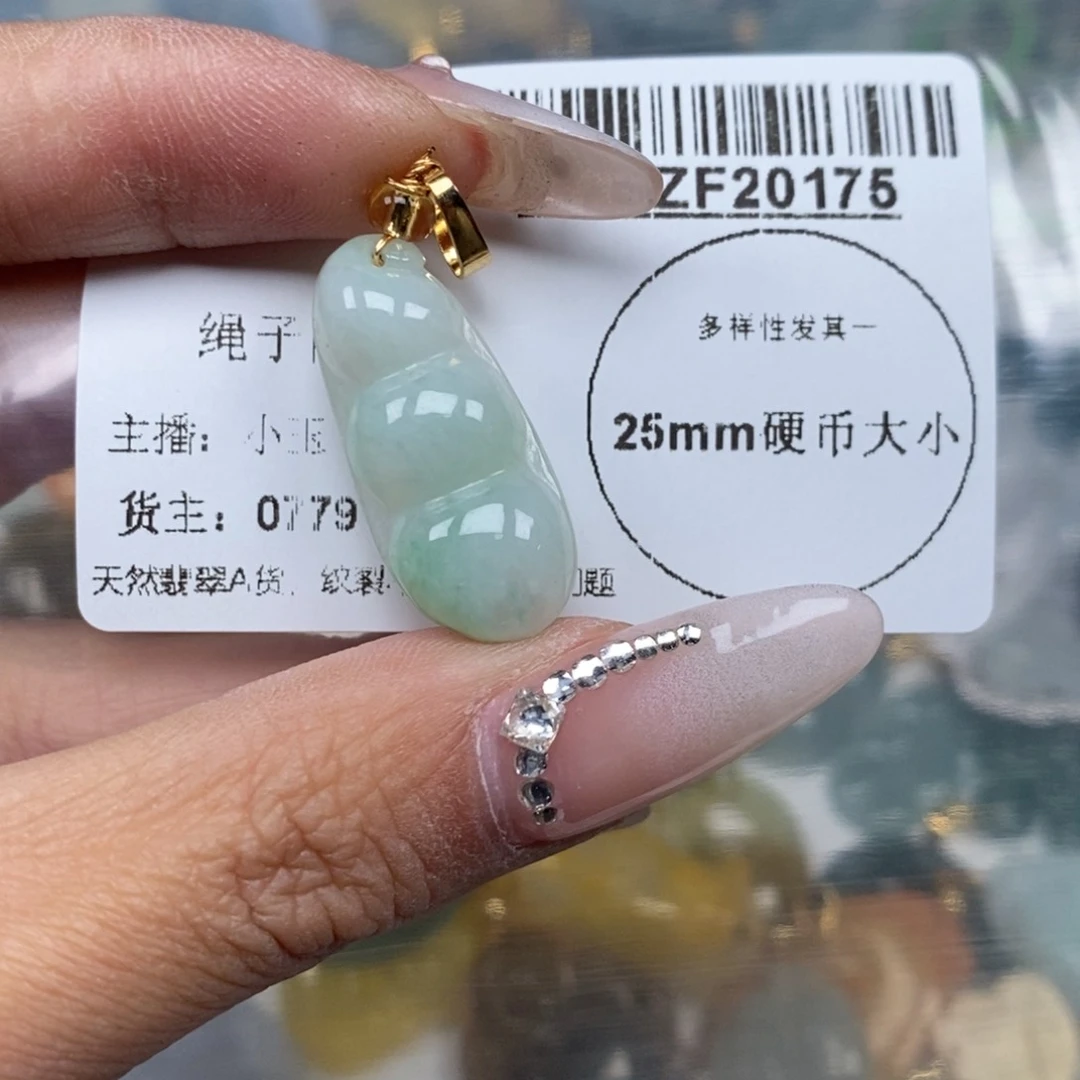 ZF20175
绳子
多样性发其一
25mm硬币大小
主播：小玉
货主：0779
天然翡翠A货，纹裂
题